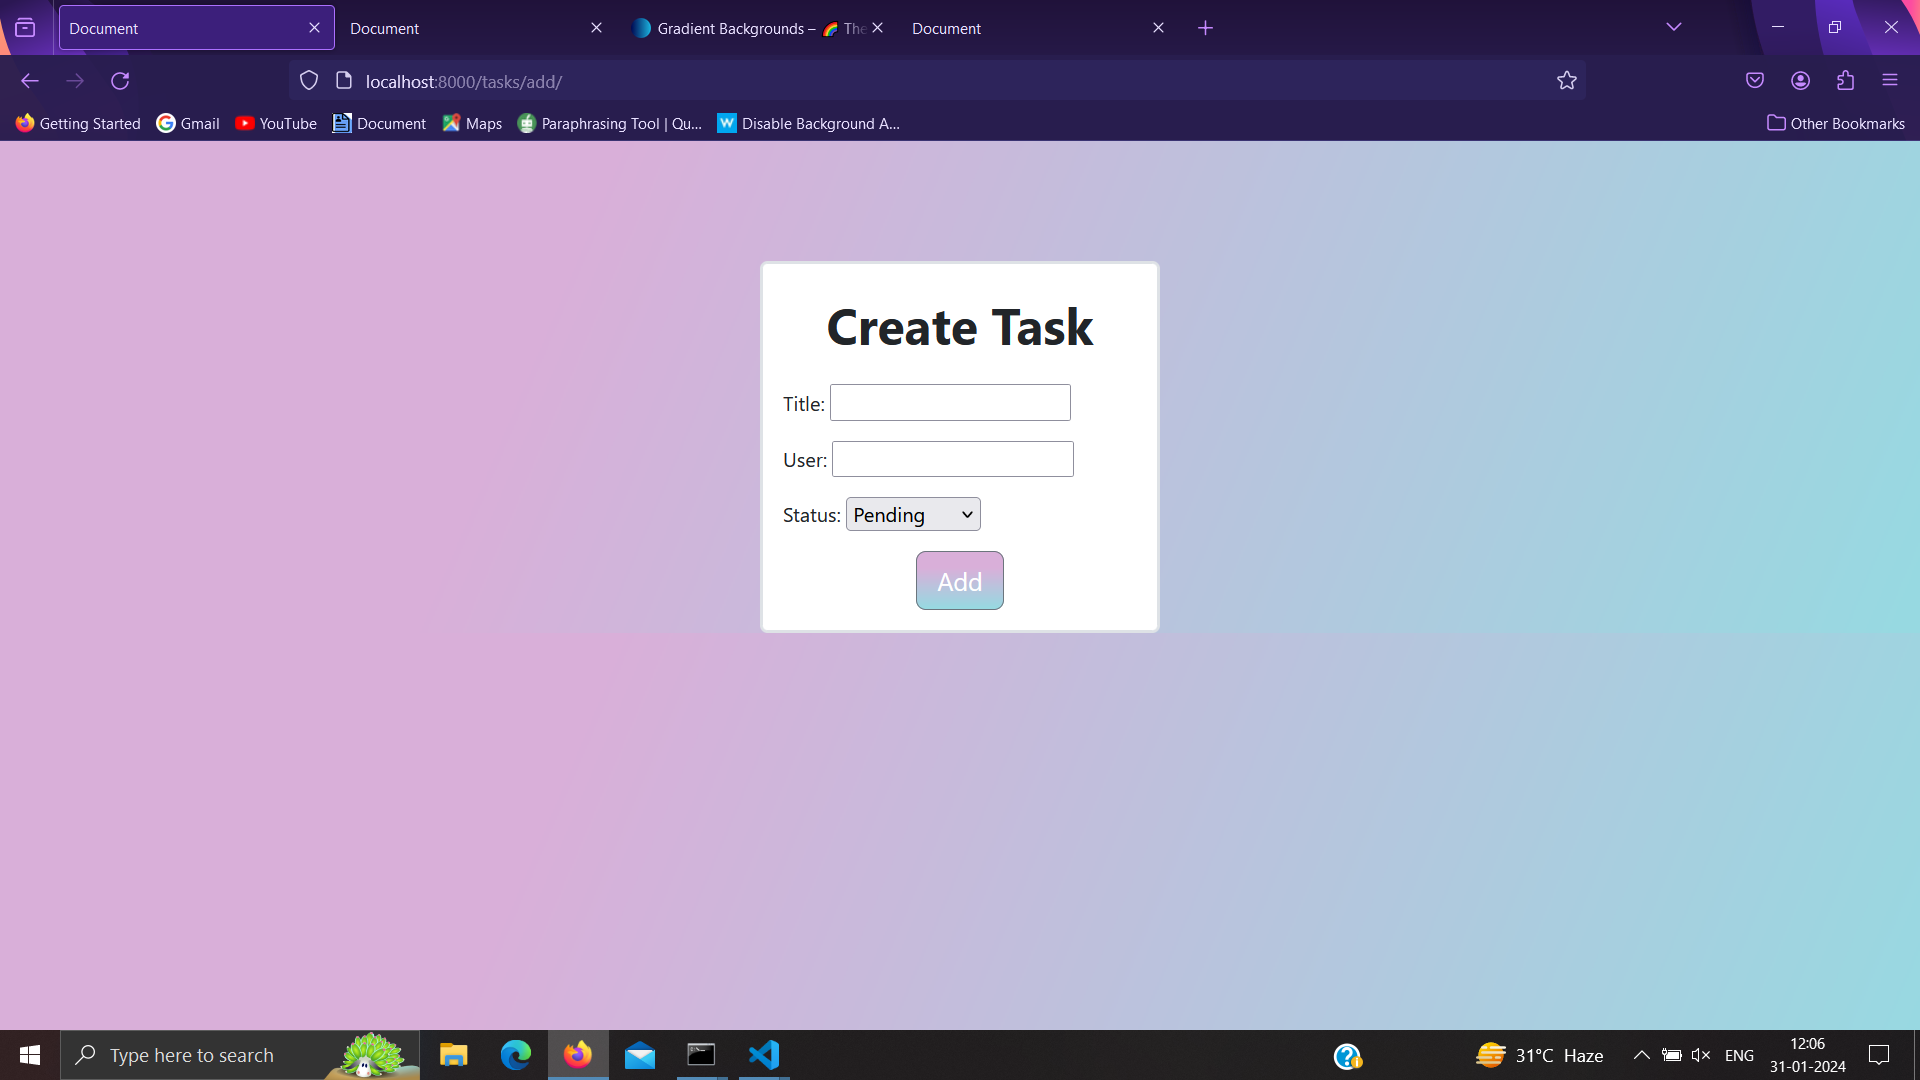 Document
Document
Gradient Backgrounds – 🌈 The
Document
localhost:8000/tasks/add/
Getting Started
Gmail
YouTube
Document
Maps
Paraphrasing Tool | Qu...
Disable Background A...
Other Bookmarks
Create Task
Title:
User:
Status: Pending
Add
Type here to search
31°C Haze
ENG
12:06
31-01-2024